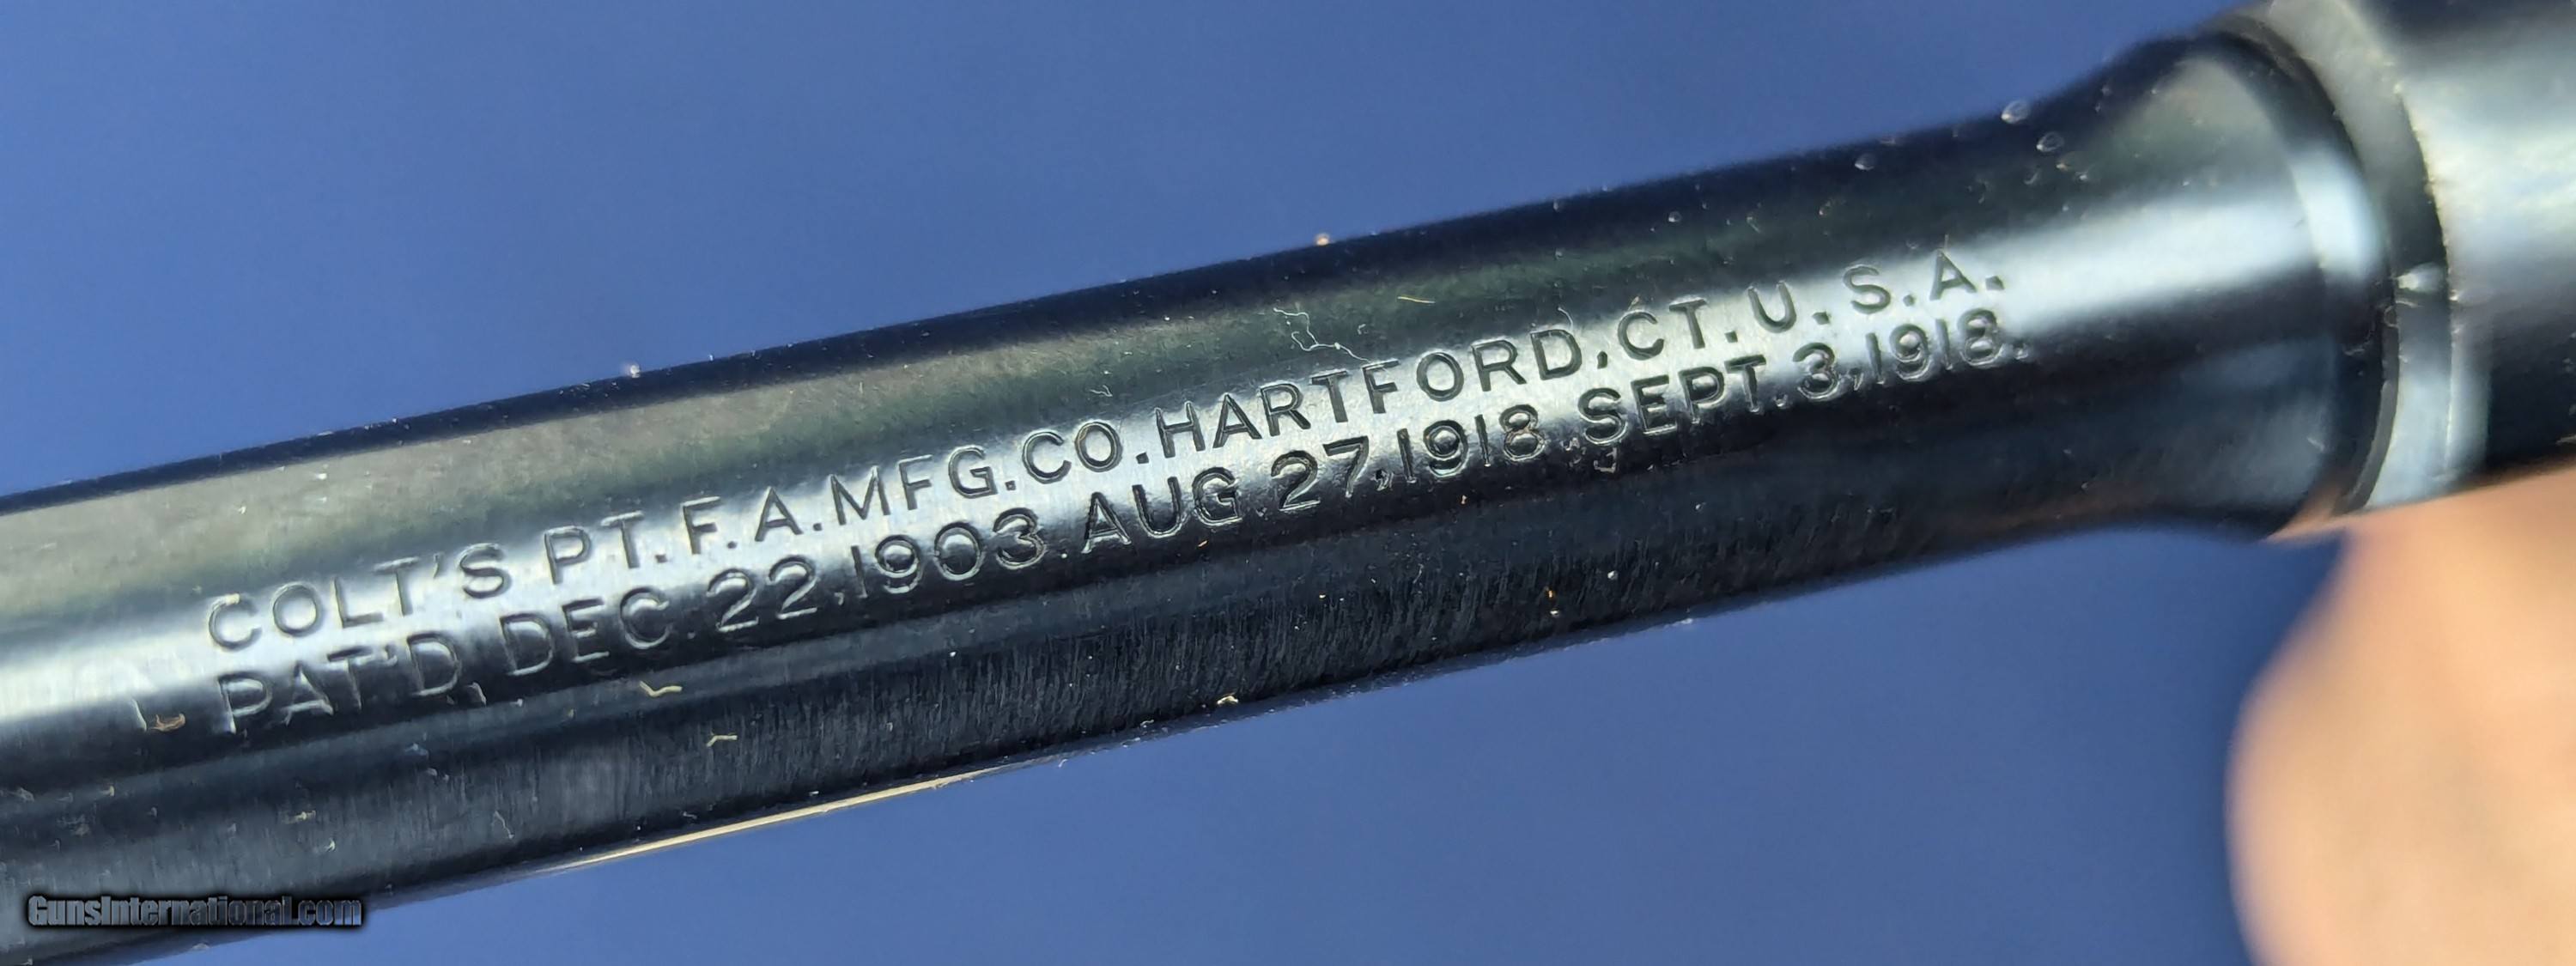 COLT'S PT. F. A. MFG. CO. HARTFORD, CT. U. S. A.
PAT'D. DEC. 22, 1903. AUG. 27, 1918. SEPT. 3, 1918.
GunsInternational.com